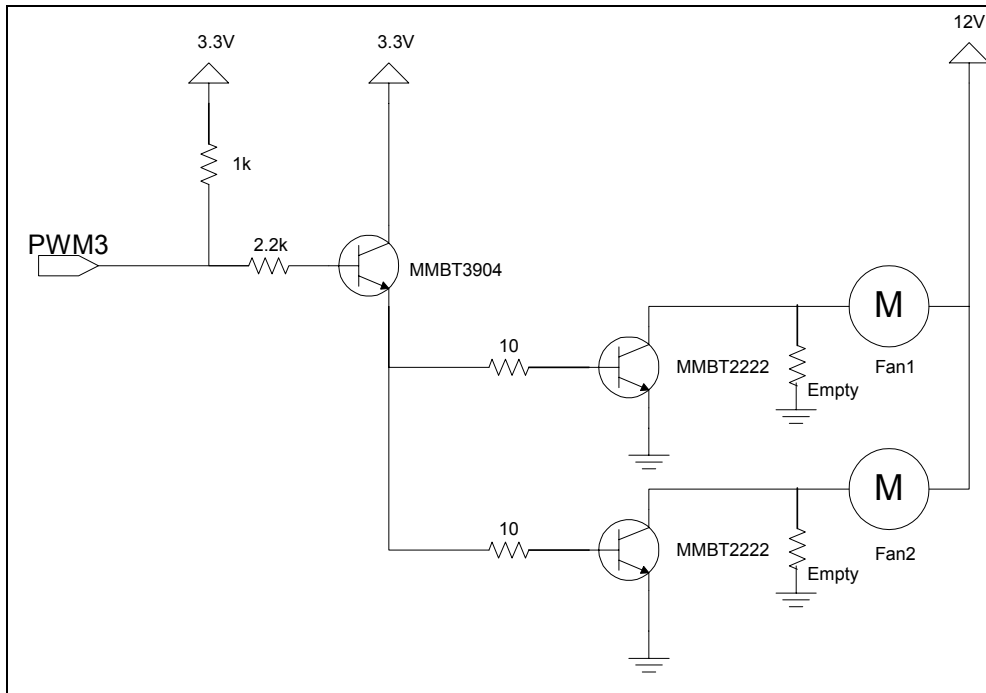 12V
3.3V
3.3V
1k
PWM3
2.2k
MMBT3904
M
10
MMBT2222
Fan1
Empty
M
10
MMBT2222
Fan2
Empty